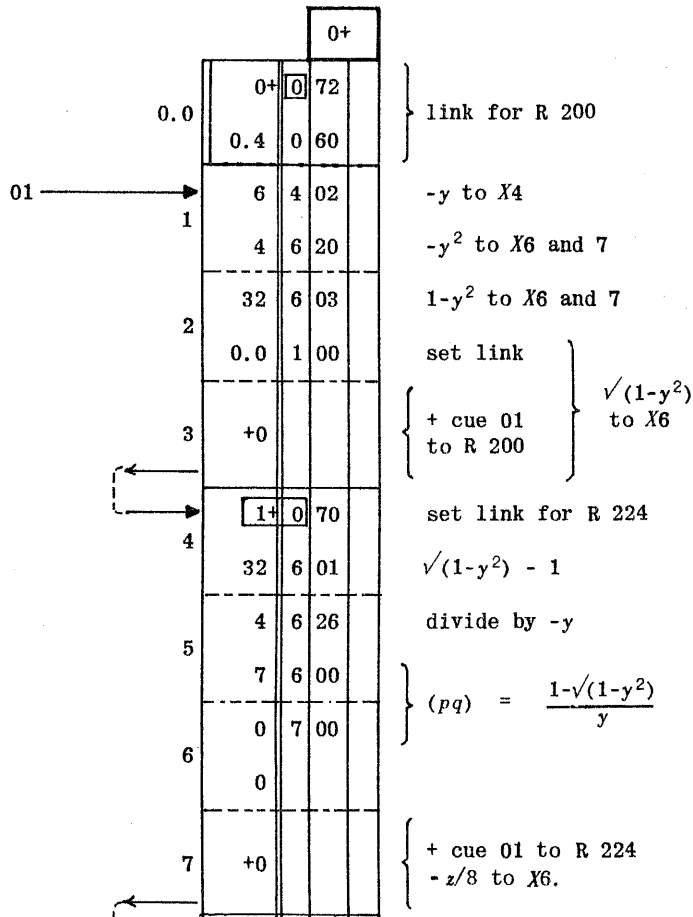 0+
0+ 0 72
0.0 link for R 200
0.4 0 60
01 6 4 02 -y to X4
1
4 6 20 -y² to X6 and 7
32 6 03 1-y² to X6 and 7
2
0.0 1 00 set link
√(1-y²)
to X6
3 +0 + cue 01
to R 200
1+ 0 70 set link for R 224
4
32 6 01 √(1-y²) - 1
4 6 26 divide by -y
5
7 6 00
(pq) = 1-√(1-y²)
y
0 7 00
6
0
7 +0 + cue 01 to R 224
- z/8 to X6.